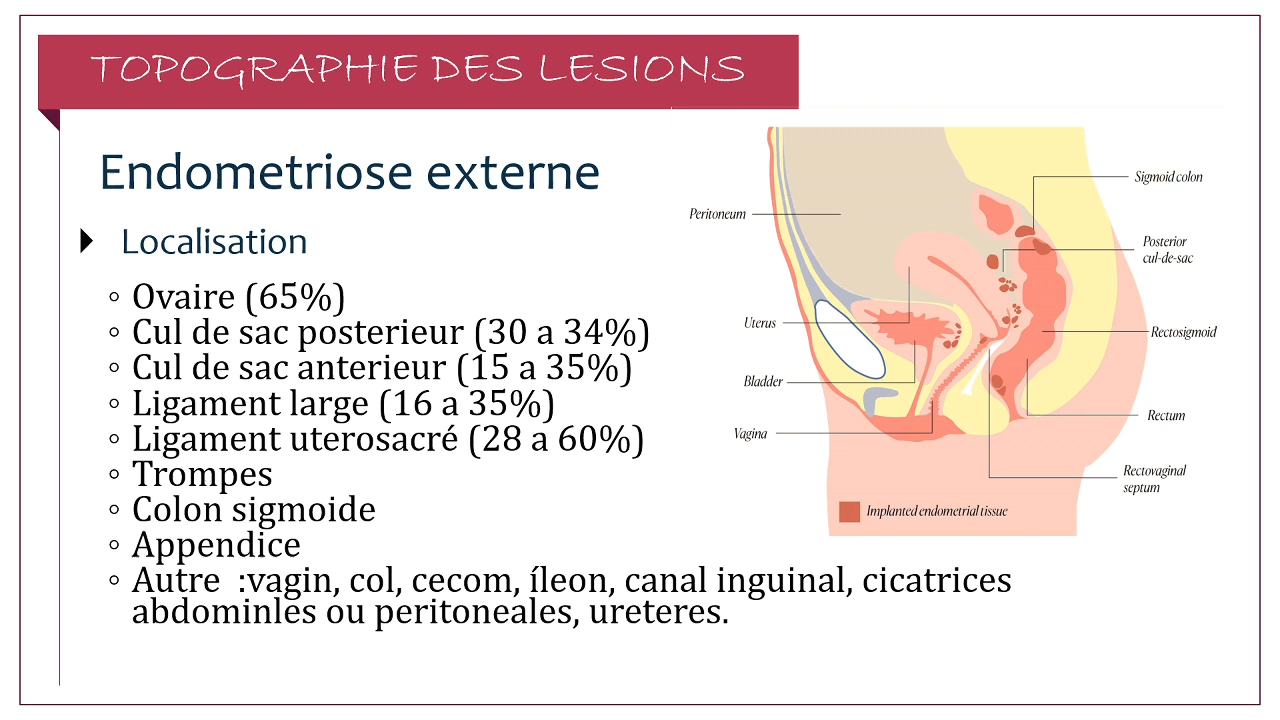 TOPOGRAPHIE DES LESIONS
Endometriose externe
Localisation
◦ Ovaire (65%)
◦ Cul de sac posterieur (30 a 34%)
◦ Cul de sac anterieur (15 a 35%)
◦ Ligament large (16 a 35%)
◦ Ligament uterosacré (28 a 60%)
◦ Trompes
◦ Colon sigmoide
◦ Appendice
◦ Autre :vagin, col, cecom, íleon, canal inguinal, cicatrices
abdominles ou peritoneales, ureteres.
Peritoneum
Uterus
Bladder
Vagina
Sigmoid colon
Posterior
cul-de-sac
Rectosigmoid
Rectum
Rectovaginal
septum
Implanted endometrial tissue